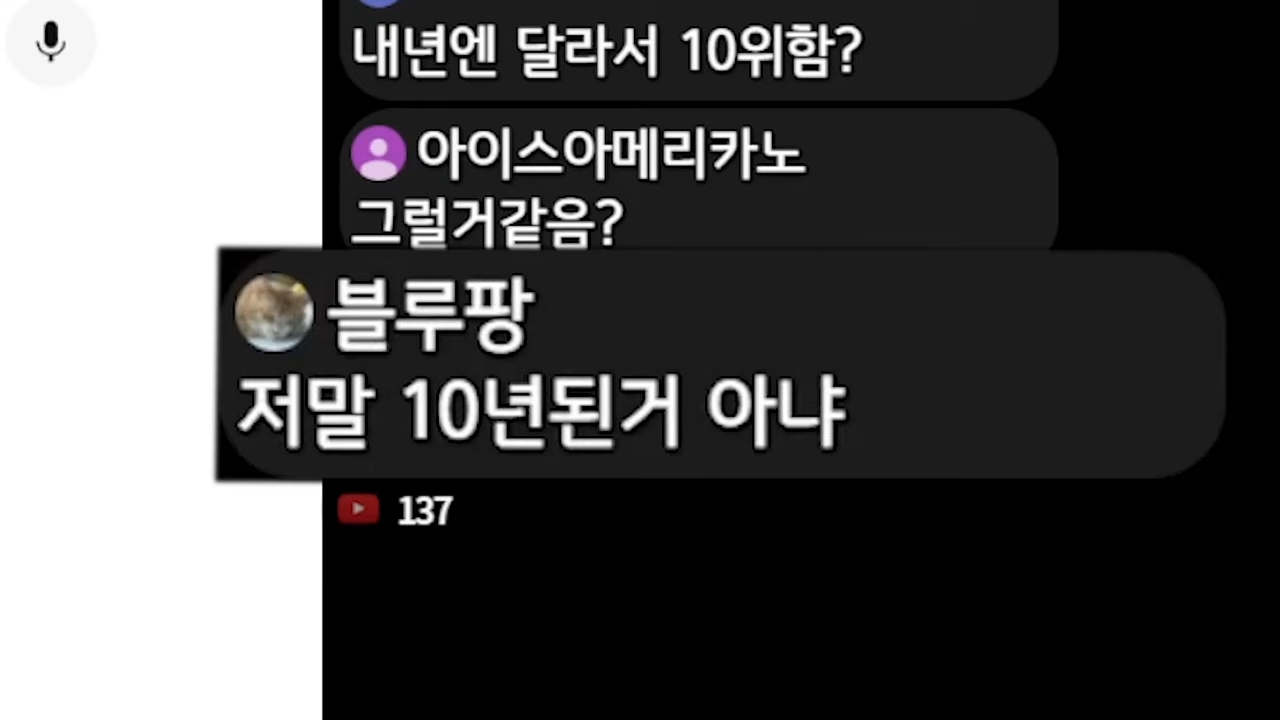 내년엔 달라서 10위함?
아이스아메리카노
그럴거같음?
블루팡
저말 10년된거 아냐
137